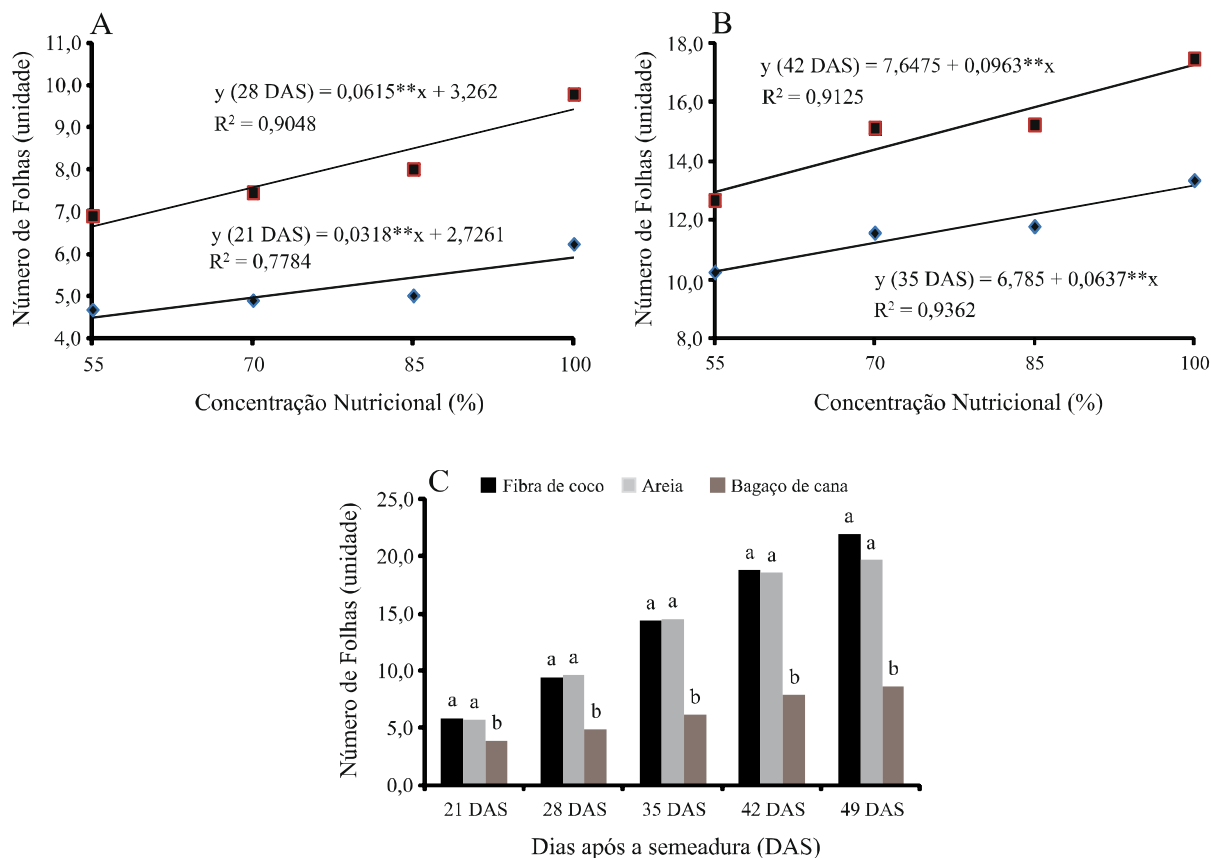 A
Número de Folhas (unidade)
11,0
10,0
9,0
8,0
7,0
6,0
5,0
4,0
y (28 DAS) = 0,0615**x + 3,262
R² = 0,9048
y (21 DAS) = 0,0318**x + 2,7261
R² = 0,7784
55 70 85 100
Concentração Nutricional (%)
B
Número de Folhas (unidade)
18,0
16,0
14,0
12,0
10,0
8,0
y (42 DAS) = 7,6475 + 0,0963**x
R² = 0,9125
y (35 DAS) = 6,785 + 0,0637**x
R² = 0,9362
55 70 85 100
Concentração Nutricional (%)
C
Fibra de coco Areia Bagaço de cana
Número de Folhas (unidade)
25,0
20,0
15,0
10,0
5,0
0,0
a a b
a a b
a a b
a a b
a a b
21 DAS 28 DAS 35 DAS 42 DAS 49 DAS
Dias após a semeadura (DAS)